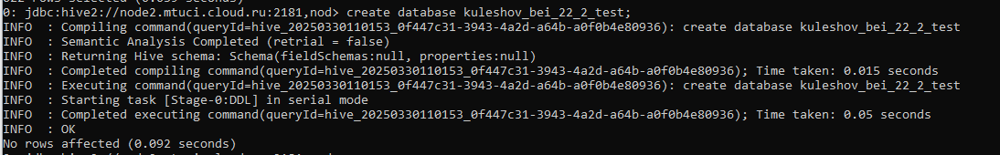 0: jdbc:hive2://node2.mtuci.cloud.ru:2181,nod> create database kuleshov_bei_22_2_test;
INFO  : Compiling command(queryId=hive_20250330110153_0f447c31-3943-4a2d-a64b-a0f0b4e80936): create database kuleshov_bei_22_2_test
INFO  : Semantic Analysis Completed (retrial = false)
INFO  : Returning Hive schema: Schema(fieldSchemas:null, properties:null)
INFO  : Completed compiling command(queryId=hive_20250330110153_0f447c31-3943-4a2d-a64b-a0f0b4e80936); Time taken: 0.015 seconds
INFO  : Executing command(queryId=hive_20250330110153_0f447c31-3943-4a2d-a64b-a0f0b4e80936): create database kuleshov_bei_22_2_test
INFO  : Starting task [Stage-0:DDL] in serial mode
INFO  : Completed executing command(queryId=hive_20250330110153_0f447c31-3943-4a2d-a64b-a0f0b4e80936); Time taken: 0.05 seconds
INFO  : OK
No rows affected (0.092 seconds)